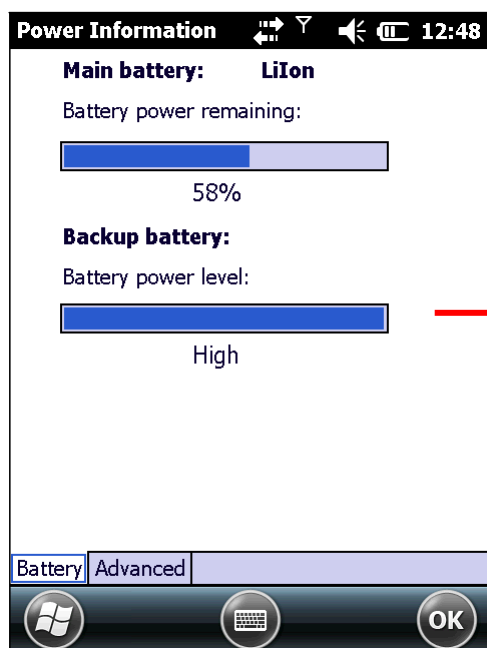 Power Information 12:48
Main battery: LiIon
Battery power remaining:
58%
Backup battery:
Battery power level:
High
Battery Advanced
OK